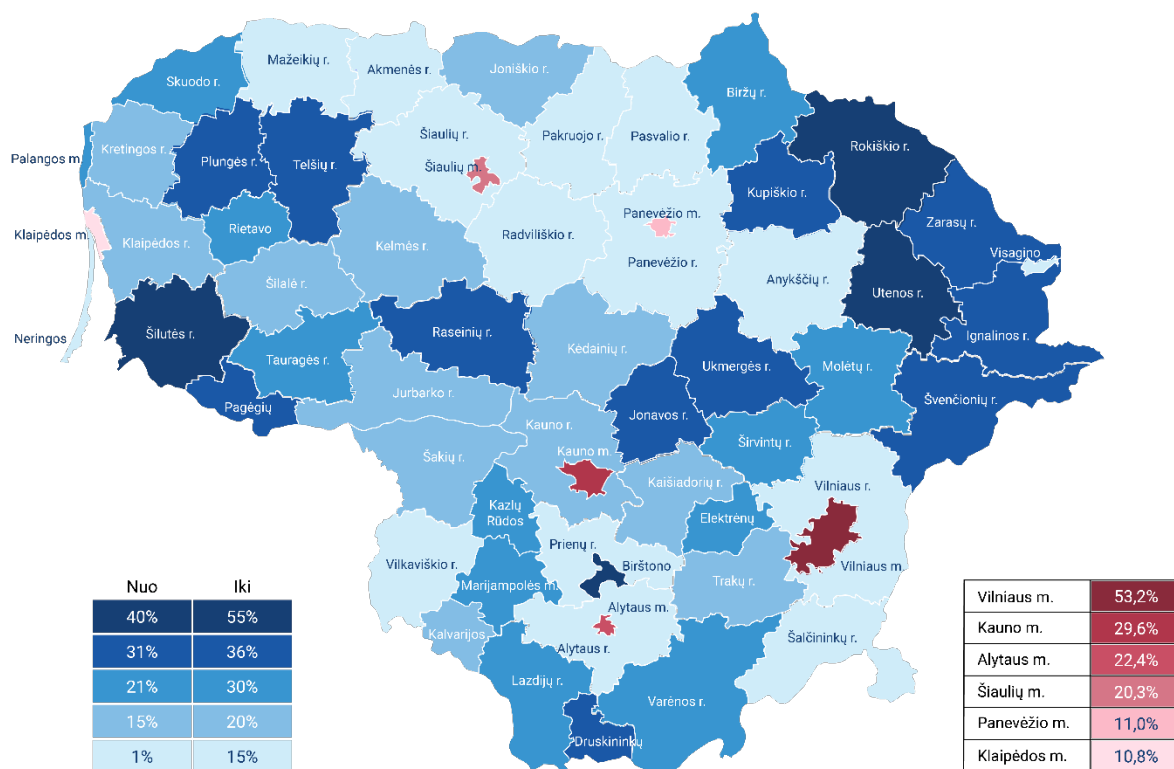 Mažeikių r.
Akmenės r.
Joniškio r.
Skuodo r.
Biržų r.
Šiaulių r.
Pakruojo r.
Pasvalio r.
Kretingos r.
Palangos m.
Plungės r.
Telšių r.
Šiaulių m.
Rokiškio r.
Kupiškio r.
Panevėžio m.
Zarasų r.
Klaipėdos m.
Klaipėdos r.
Rietavo
Kelmės r.
Radviliškio r.
Panevėžio r.
Anykščių r.
Visagino
Šilalė r.
Utenos r.
Neringos
Šilutės r.
Raseinių r.
Ignalinos r.
Tauragės r.
Kėdainių r.
Ukmergės r.
Molėtų r.
Jurbarko r.
Pagėgių
Jonavos r.
Švenčionių r.
Kauno r.
Širvintų r.
Kauno m.
Šakių r.
Kaišiadorių r.
Vilniaus r.
Kazlų
Rūdos
Elektrėnų
Prienų r.
Vilkaviškio r.
Birštono
Vilniaus m.
Marijampolės m.
Trakų r.
Alytaus m.
Kalvarijos
Alytaus r.
Šalčininkų r.
Lazdijų r.
Varėnos r.
Druskininkų
Nuo Iki
40% 55%
31% 36%
21% 30%
15% 20%
1% 15%
Vilniaus m. 53,2%
Kauno m. 29,6%
Alytaus m. 22,4%
Šiaulių m. 20,3%
Panevėžio m. 11,0%
Klaipėdos m. 10,8%